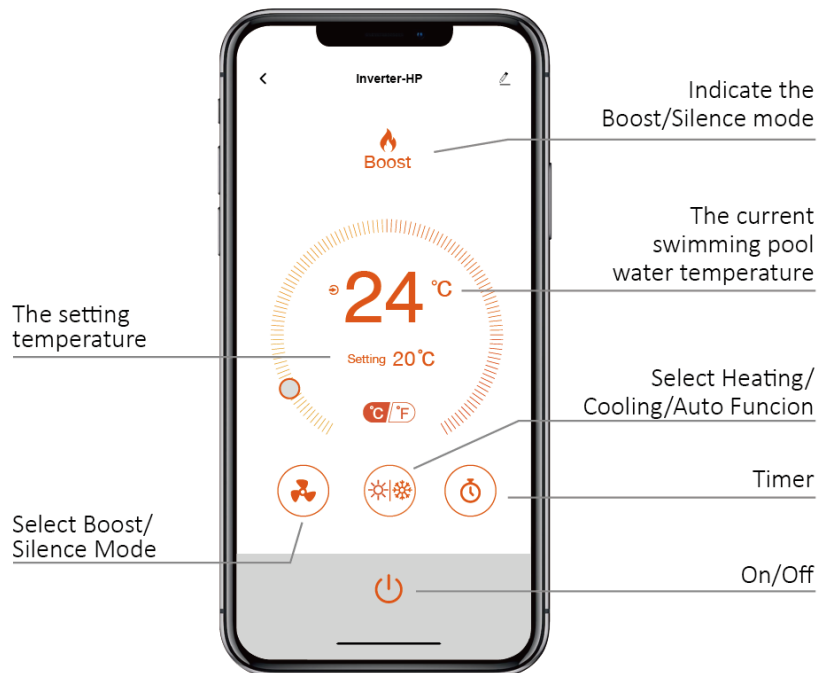 Inverter-HP
Indicate the
Boost/Silence mode
Boost
The current
swimming pool
water temperature
24 °C
The setting
temperature
Setting 20°C
Select Heating/
Cooling/Auto Funcion
°C/°F
Timer
Select Boost/
Silence Mode
On/Off